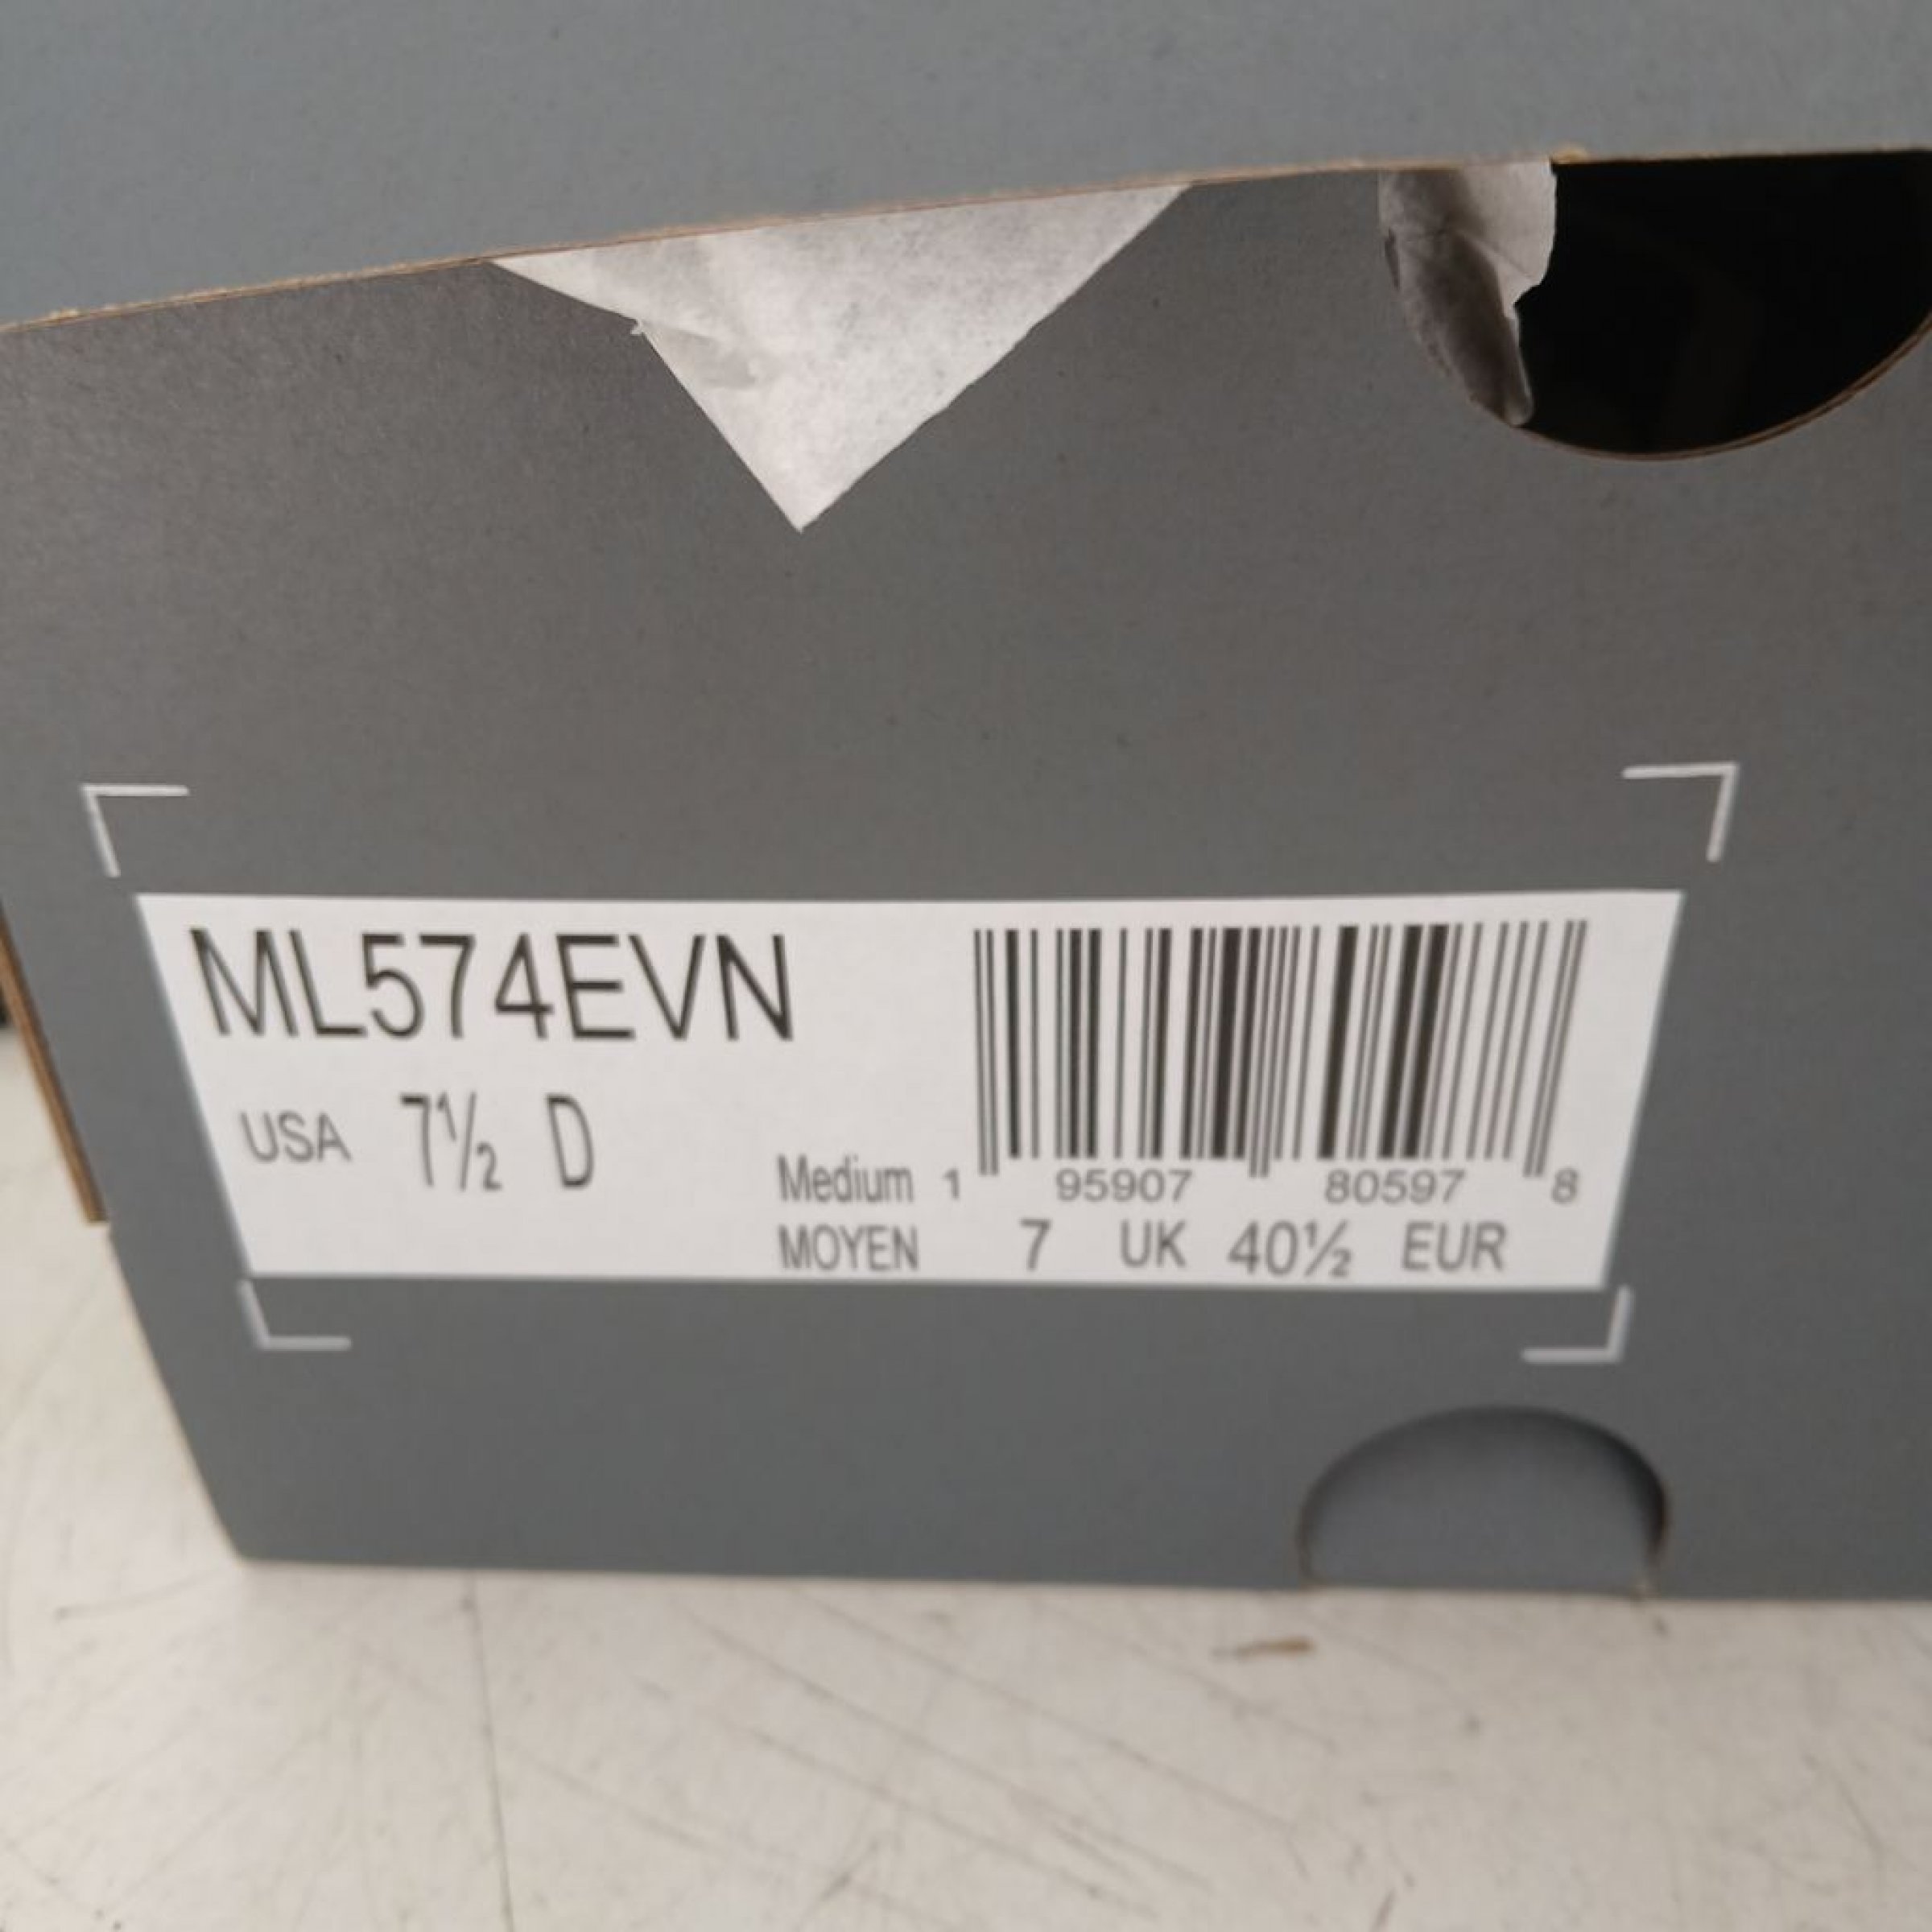 ML574EVN
USA 7½ D
Medium 1 95907 80597 8
MOYEN 7 UK 40½ EUR